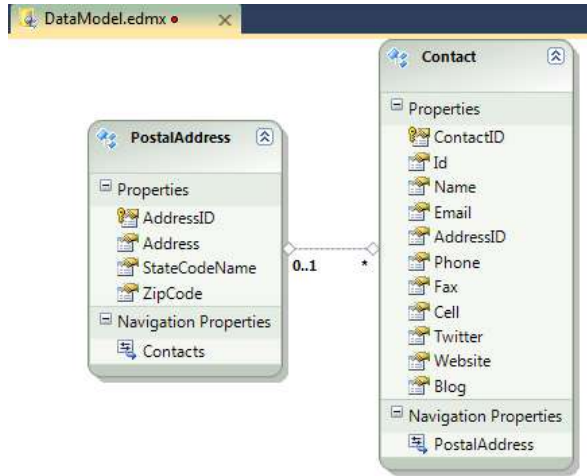 DataModel.edmx
PostalAddress
Properties
AddressID
Address
StateCodeName
ZipCode
Navigation Properties
Contacts
0..1
*
Contact
Properties
ContactID
Id
Name
Email
AddressID
Phone
Fax
Cell
Twitter
Website
Blog
Navigation Properties
PostalAddress